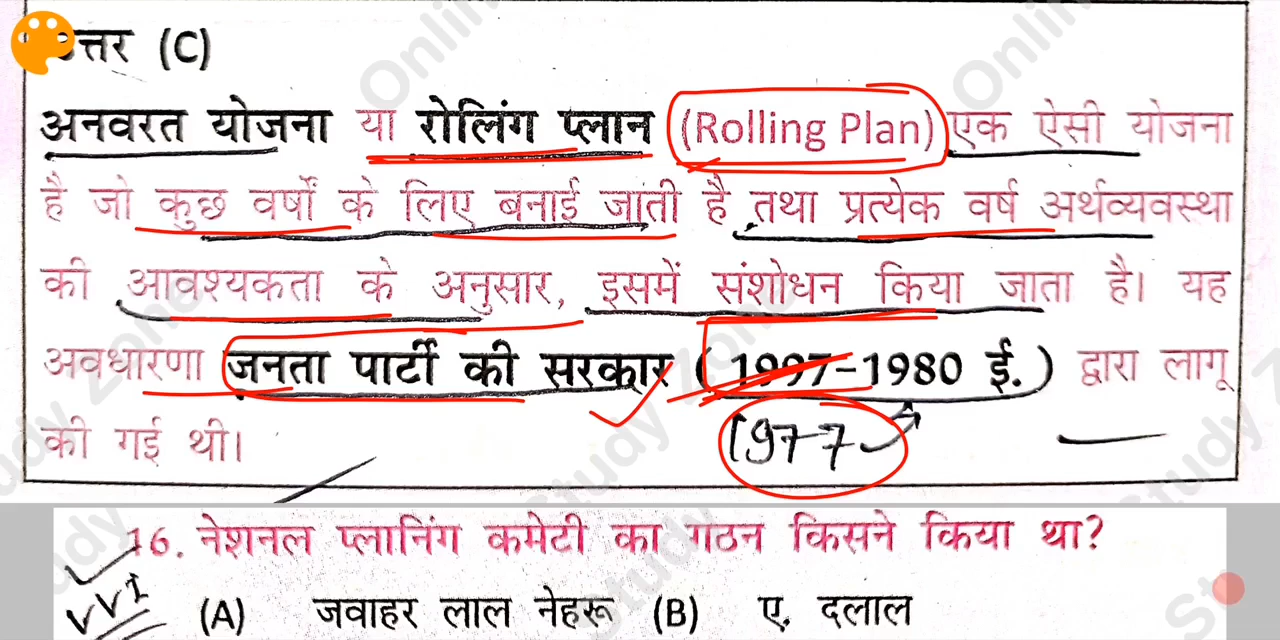 उत्तर (C)
अनवरत योजना या रोलिंग प्लान (Rolling Plan) एक ऐसी योजना
है जो कुछ वर्षों के लिए बनाई जाती है तथा प्रत्येक वर्ष अर्थव्यवस्था
की आवश्यकता के अनुसार, इसमें संशोधन किया जाता है। यह
अवधारणा जनता पार्टी की सरकार ( 1997-1980 ई. ) द्वारा लागू
1977
की गई थी।
16. नेशनल प्लानिंग कमेटी का गठन किसने किया था?
VVI
(A) जवाहर लाल नेहरू (B) ए. दलाल
Study Zone